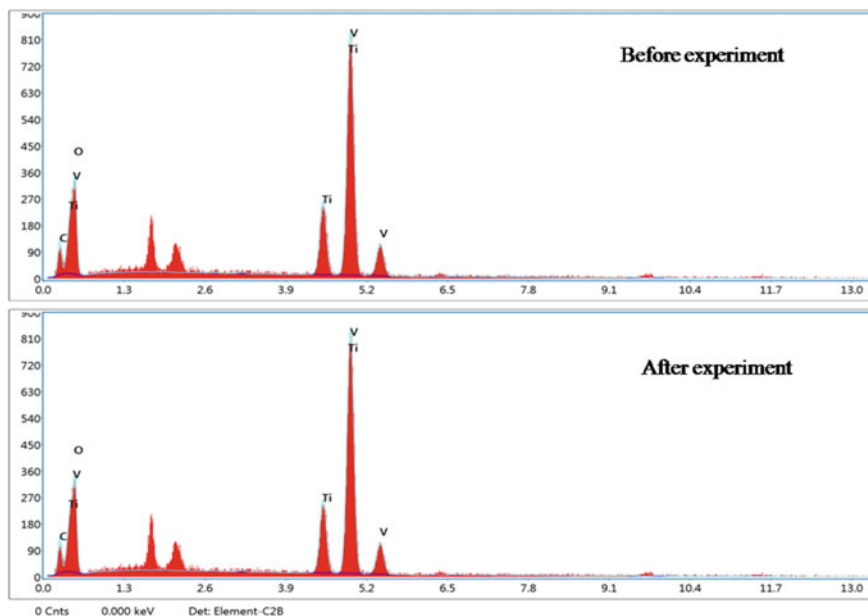 900
810
V
Ti
Before experiment
720
630
540
450
O
360
V
270
Ti
Ti
180
C
V
90
0
0.0 1.3 2.6 3.9 5.2 6.5 7.8 9.1 10.4 11.7 13.0
900
810
V
Ti
After experiment
720
630
540
450
O
360
V
270
Ti
Ti
180
C
V
90
0
0.0 1.3 2.6 3.9 5.2 6.5 7.8 9.1 10.4 11.7 13.0
0 Cnts 0.000 keV Det: Element-C2B